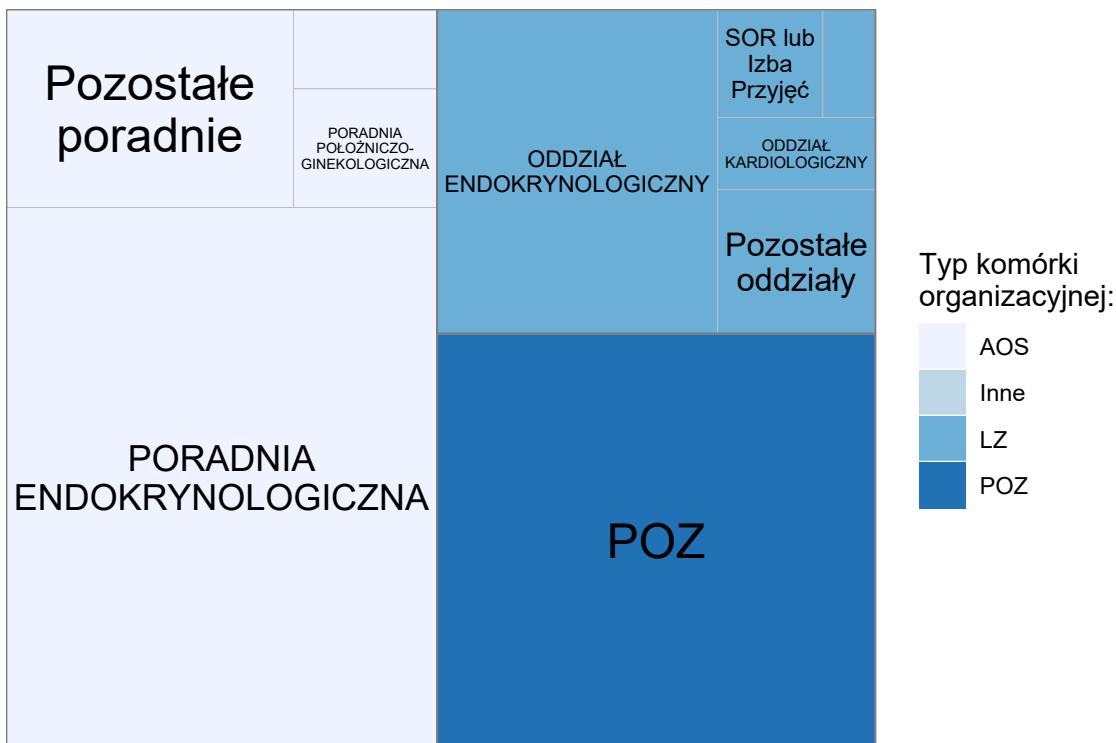 Pozostałe
poradnie
PORADNIA
POŁOŻNICZO-
GINEKOLOGICZNA
PORADNIA
ENDOKRYNOLOGICZNA
ODDZIAŁ
ENDOKRYNOLOGICZNY
SOR lub
Izba
Przyjęć
ODDZIAŁ
KARDIOLOGICZNY
Pozostałe
oddziały
POZ
Typ komórki
organizacyjnej:
AOS
Inne
LZ
POZ